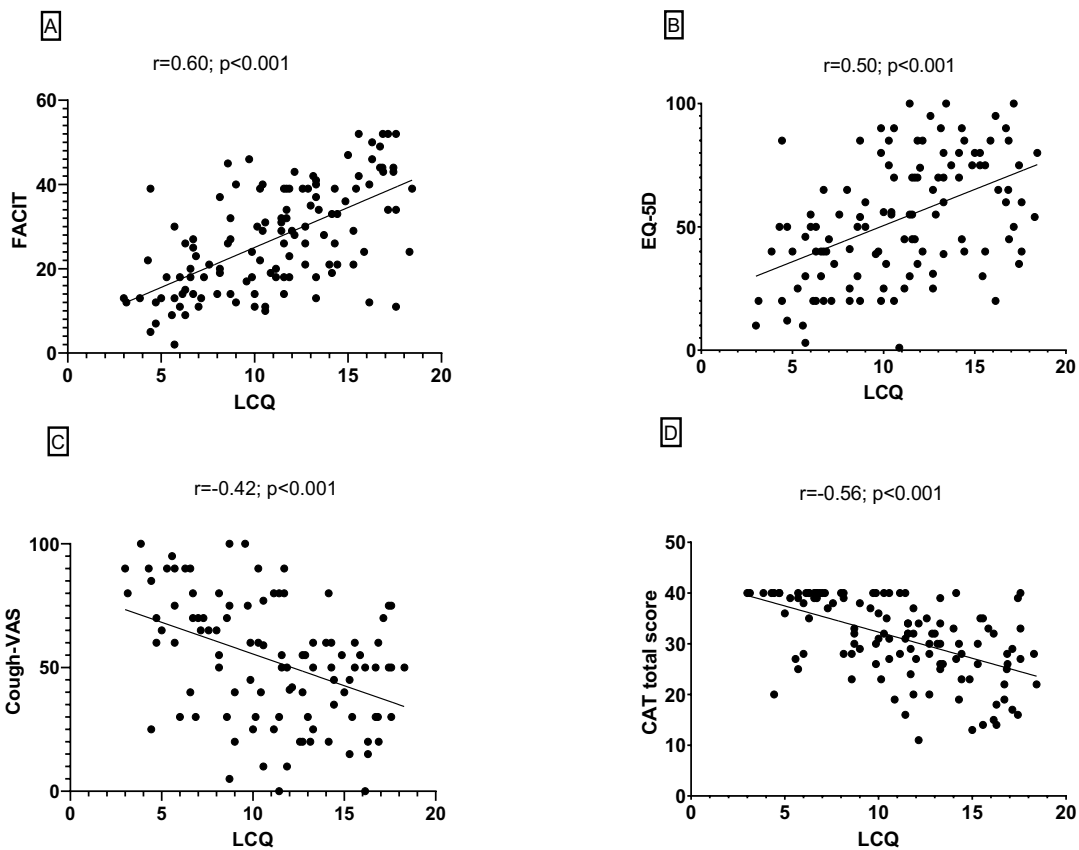 A
r=0.60; p<0.001
60
40
20
0
FACIT
0 5 10 15 20
LCQ
B
r=0.50; p<0.001
100
50
0
EQ-5D
0 5 10 15 20
LCQ
C
r=-0.42; p<0.001
100
50
0
Cough-VAS
0 5 10 15 20
LCQ
D
r=-0.56; p<0.001
50
40
30
20
10
0
CAT total score
0 5 10 15 20
LCQ